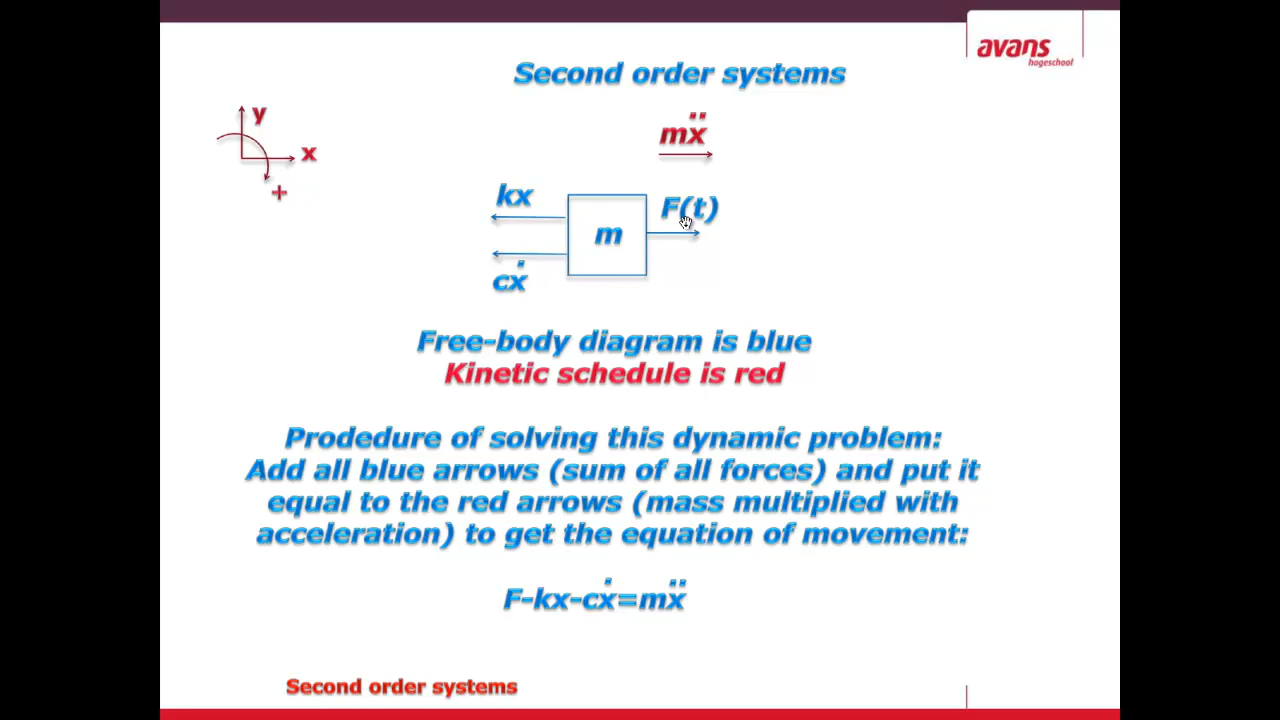 avans
hogeschool
Second order systems
y
x
+
mẍ
kx
F(t)
m
cẋ
Free-body diagram is blue
Kinetic schedule is red
Prodedure of solving this dynamic problem:
Add all blue arrows (sum of all forces) and put it
equal to the red arrows (mass multiplied with
acceleration) to get the equation of movement:
F-kx-cẋ=mẍ
Second order systems